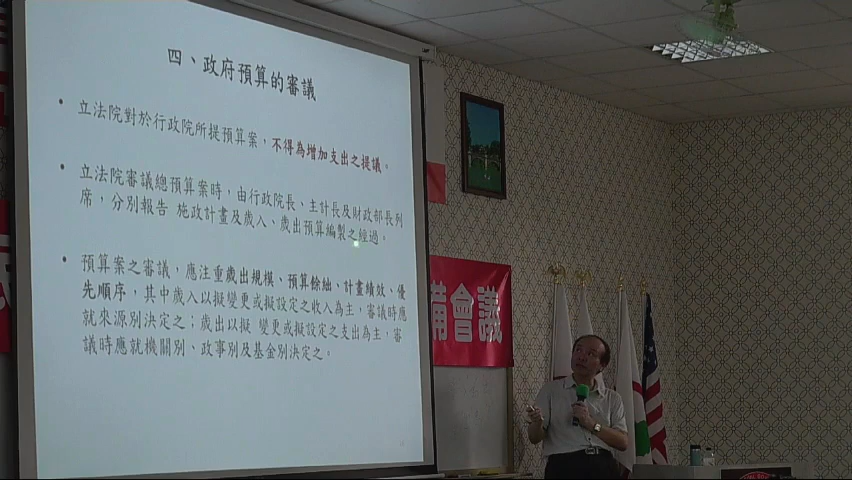 四、政府預算的審議
• 立法院對於行政院所提預算案，不得為增加支出之提議。
• 立法院審議總預算案時，由行政院長、主計長及財政部長列
席，分別報告 施政計畫及歲入、歲出預算編製之經過。
• 預算案之審議，應注重歲出規模、預算餘絀、計畫績效、優
先順序，其中歲入以擬變更或擬設定之收入為主，審議時應
就來源別決定之；歲出以擬 變更或擬設定之支出為主，審
議時應就機關別、政事別及基金別決定之。
備會議